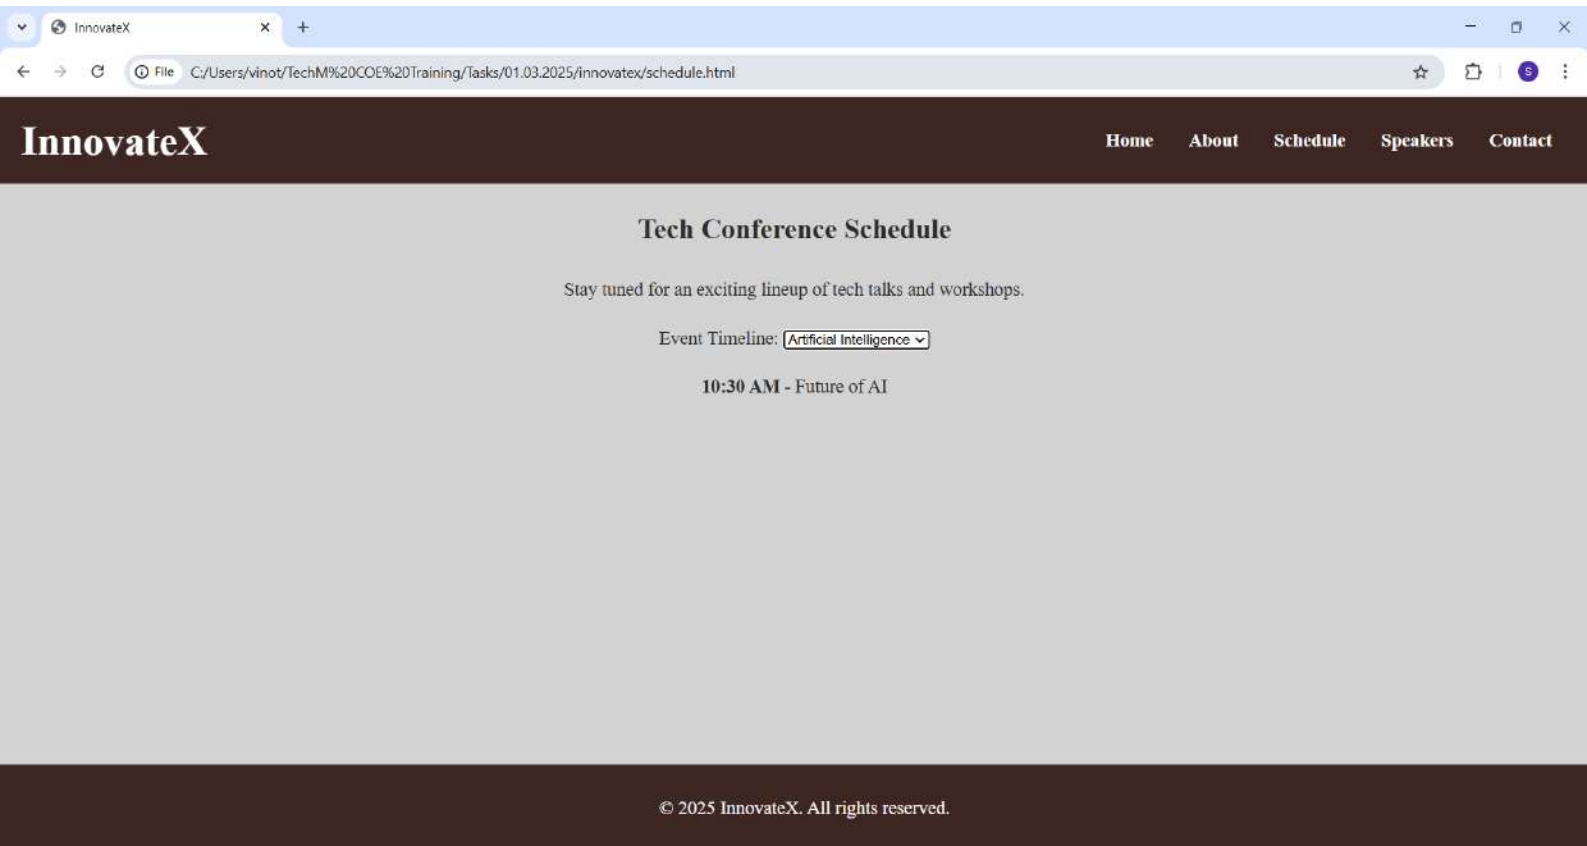 InnovateX
File C:/Users/vinot/TechM%20COE%20Training/Tasks/01.03.2025/innovatex/schedule.html
S
InnovateX
Home About Schedule Speakers Contact
Tech Conference Schedule
Stay tuned for an exciting lineup of tech talks and workshops.
Event Timeline: Artificial Intelligence
10:30 AM - Future of AI
© 2025 InnovateX. All rights reserved.